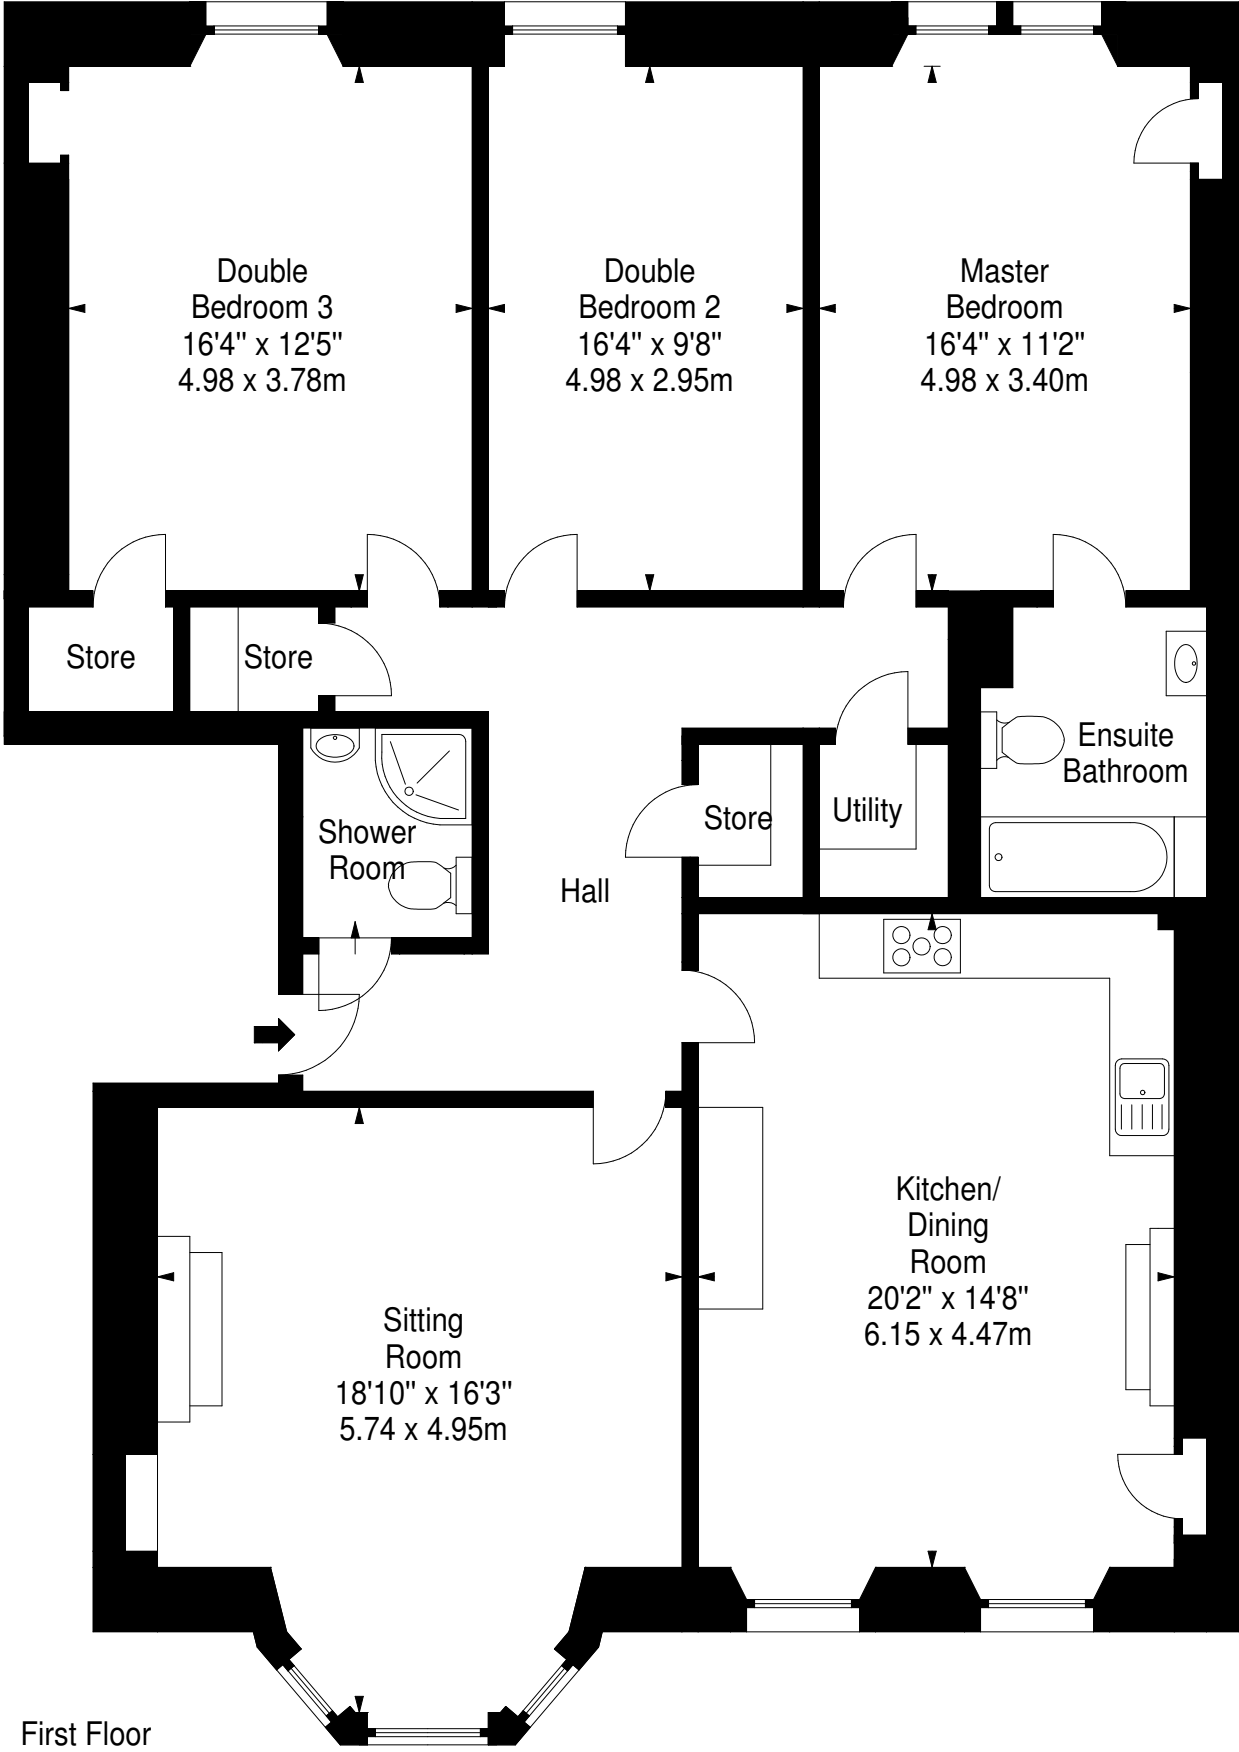 Double
Bedroom 3
16'4" x 12'5"
4.98 x 3.78m
Double
Bedroom 2
16'4" x 9'8"
4.98 x 2.95m
Master
Bedroom
16'4" x 11'2"
4.98 x 3.40m
Store
Store
Ensuite
Bathroom
Shower
Room
Store
Utility
Hall
Kitchen/
Dining
Room
20'2" x 14'8"
6.15 x 4.47m
Sitting
Room
18'10" x 16'3"
5.74 x 4.95m
First Floor